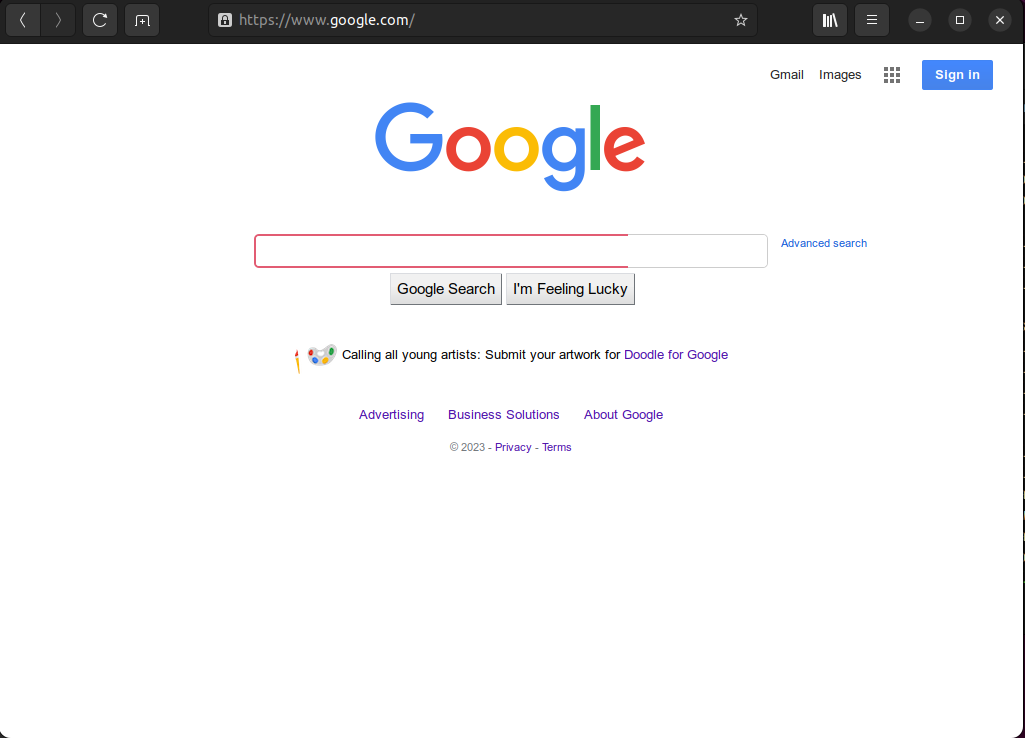 https://www.google.com/
Gmail Images Sign in
Google
Advanced search
Google Search I'm Feeling Lucky
Calling all young artists: Submit your artwork for Doodle for Google
Advertising Business Solutions About Google
© 2023 - Privacy - Terms